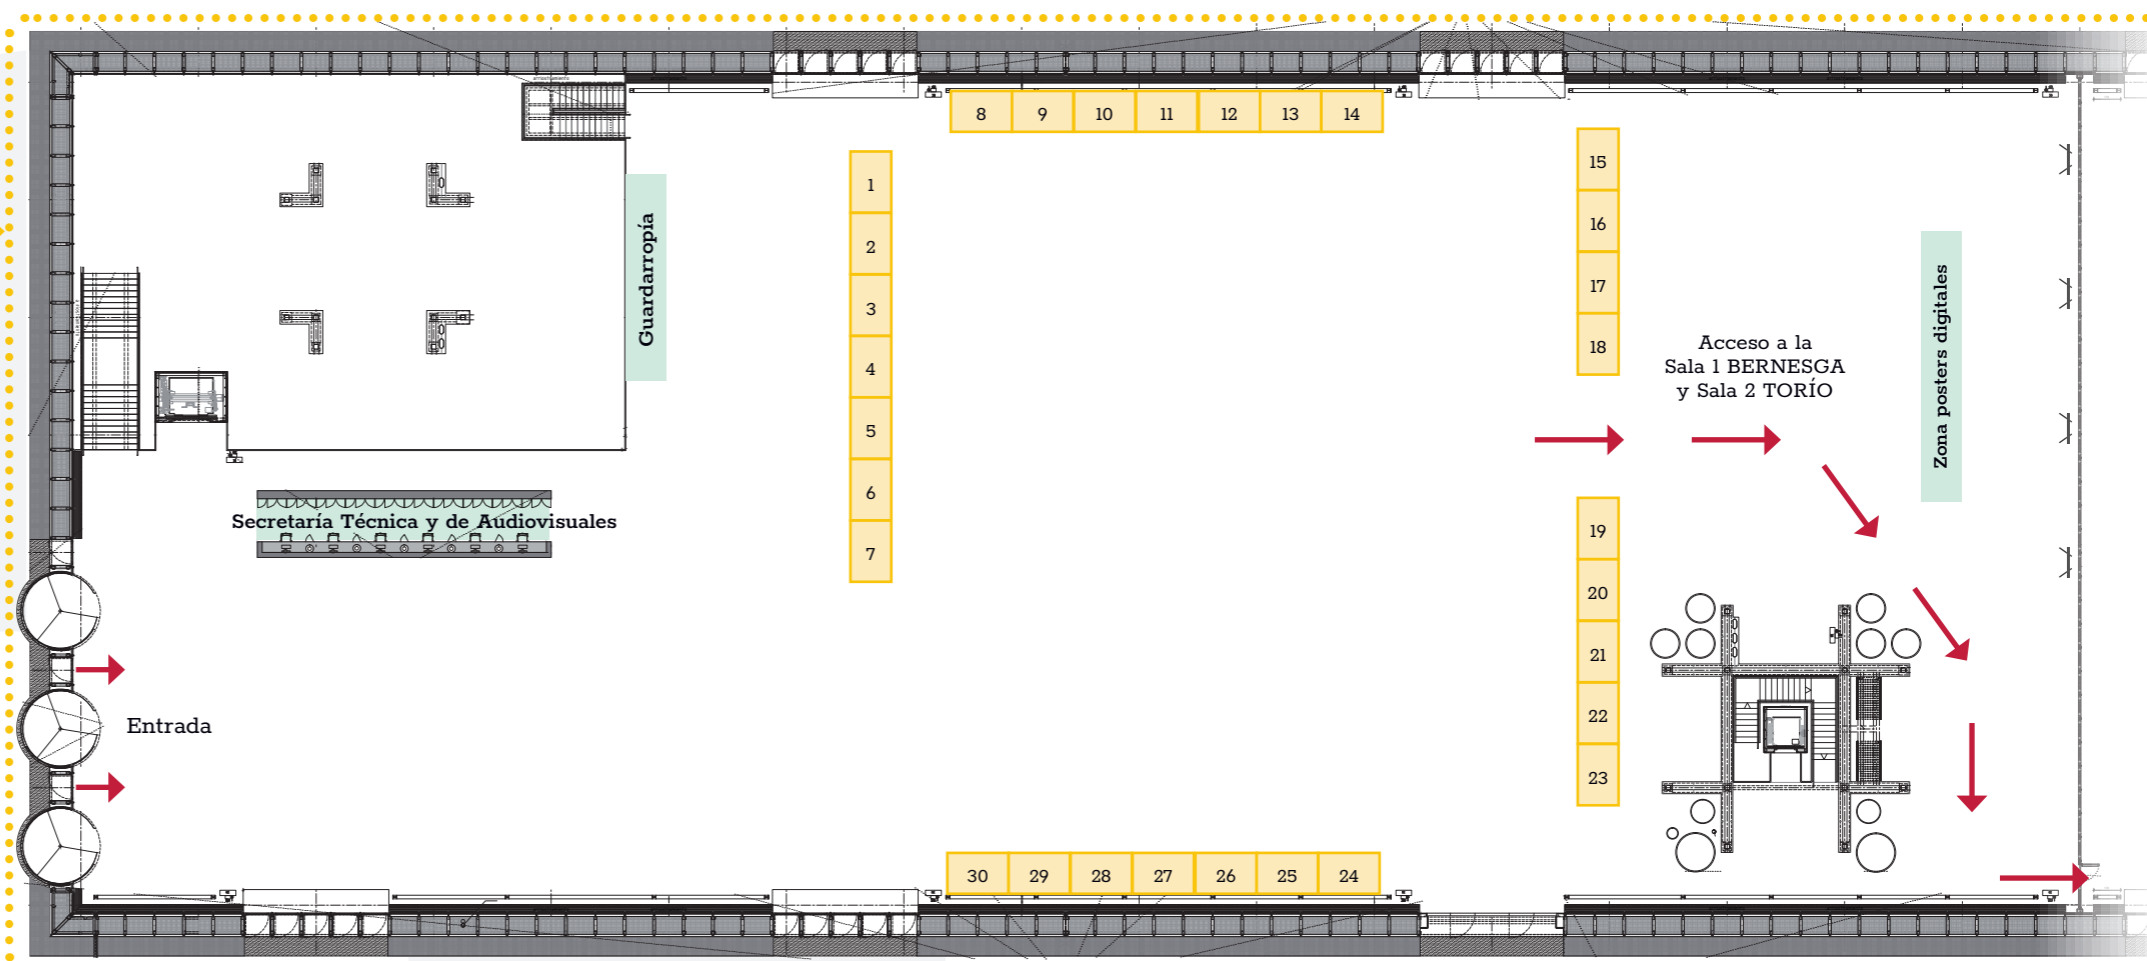 8 9 10 11 12 13 14
1
2
3
4
5
6
7
Guardarropía
Secretaría Técnica y de Audiovisuales
Entrada
15
16
17
18
Acceso a la
Sala 1 BERNESGA
y Sala 2 TORÍO
Zona posters digitales
19
20
21
22
23
30 29 28 27 26 25 24